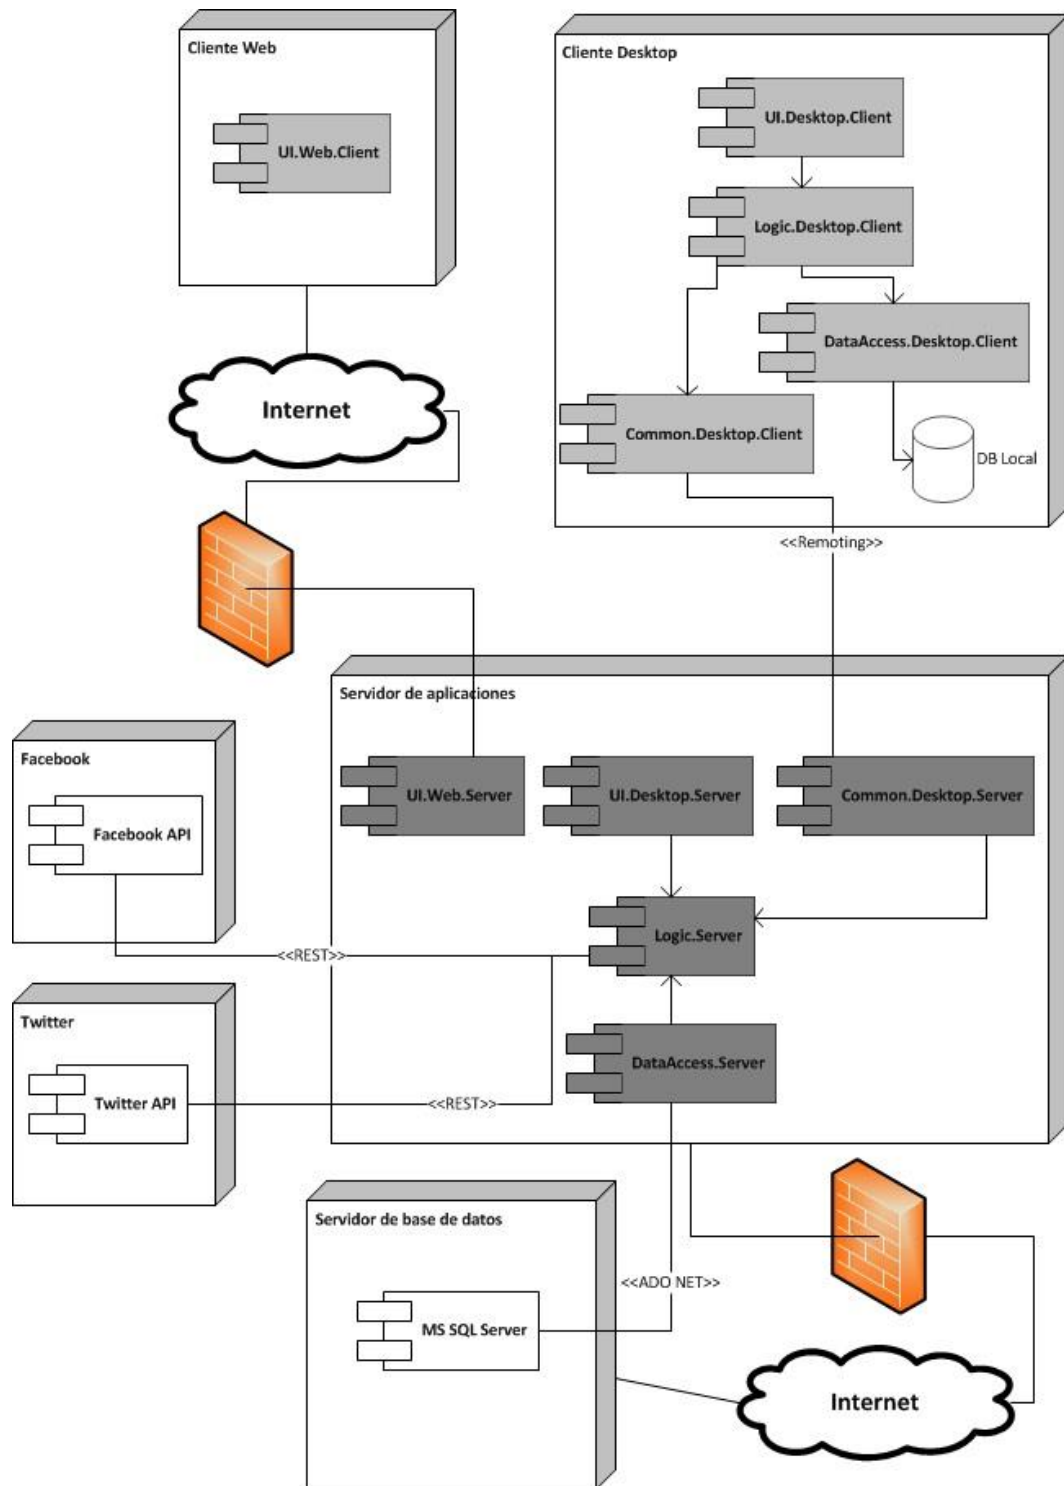 Cliente Web
UI.Web.Client
Internet
Cliente Desktop
UI.Desktop.Client
Logic.Desktop.Client
DataAccess.Desktop.Client
Common.Desktop.Client
DB Local
<<Remoting>>
Servidor de aplicaciones
UI.Web.Server
UI.Desktop.Server
Common.Desktop.Server
Facebook
Facebook API
Logic.Server
<<REST>>
Twitter
Twitter API
DataAccess.Server
<<REST>>
Servidor de base de datos
<<ADO NET>>
MS SQL Server
Internet